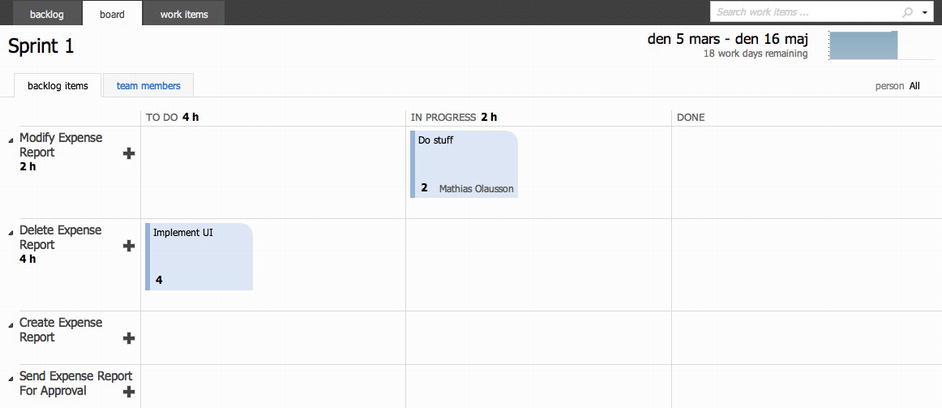 backlog board work items
Search work items ...
Sprint 1
den 5 mars - den 16 maj
18 work days remaining
backlog items team members
person All
TO DO 4 h IN PROGRESS 2 h DONE
Modify Expense
Report
2 h
Do stuff
2 Mathias Olausson
Delete Expense
Report
4 h
Implement UI
4
Create Expense
Report
Send Expense Report
For Approval